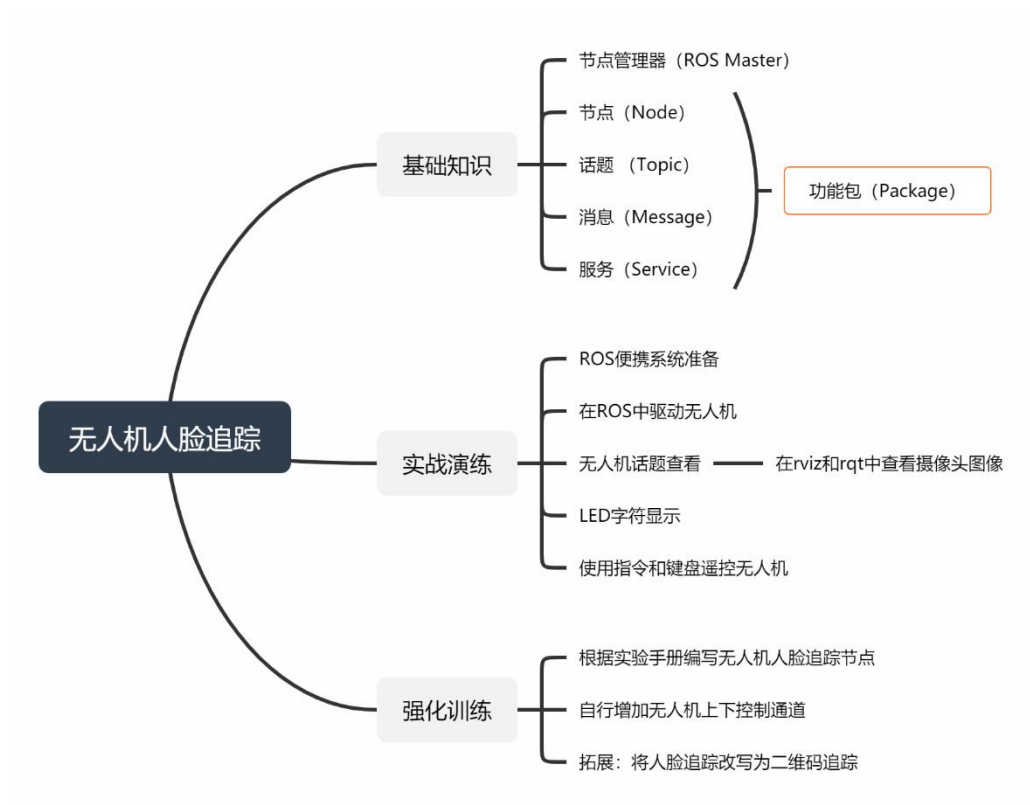 无人机人脸追踪
基础知识
节点管理器（ROS Master）
节点（Node）
话题 （Topic）
消息（Message）
服务（Service）
功能包（Package）
实战演练
ROS便携系统准备
在ROS中驱动无人机
无人机话题查看
在rviz和rqt中查看摄像头图像
LED字符显示
使用指令和键盘遥控无人机
强化训练
根据实验手册编写无人机人脸追踪节点
自行增加无人机上下控制通道
拓展：将人脸追踪改写为二维码追踪